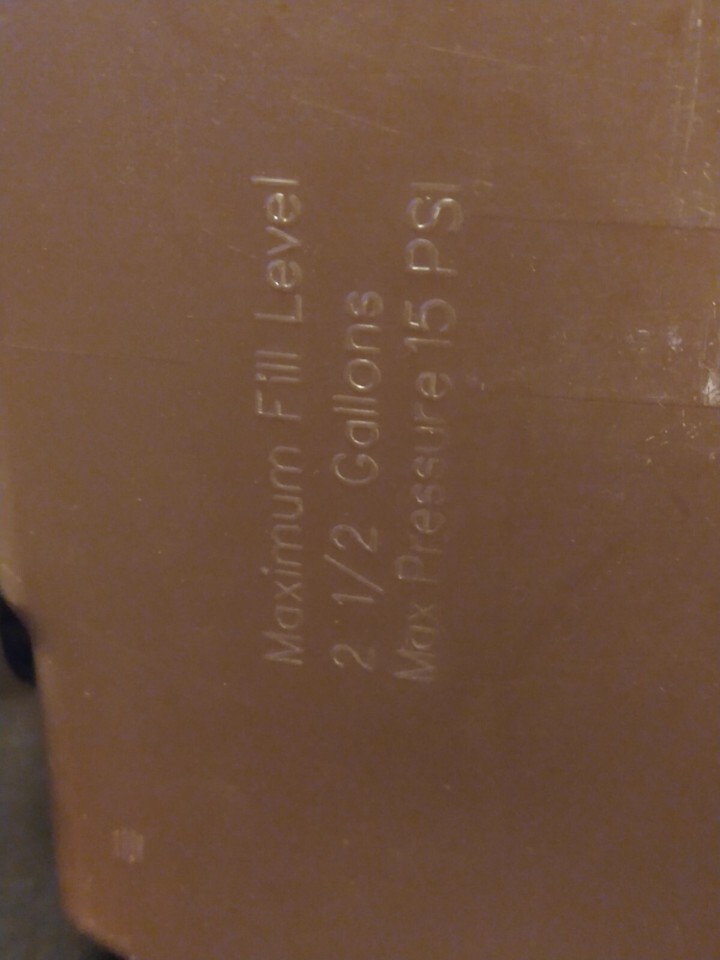 Maximum Fill Level
2 1/2 Gallons
Max Pressure 15 PSI